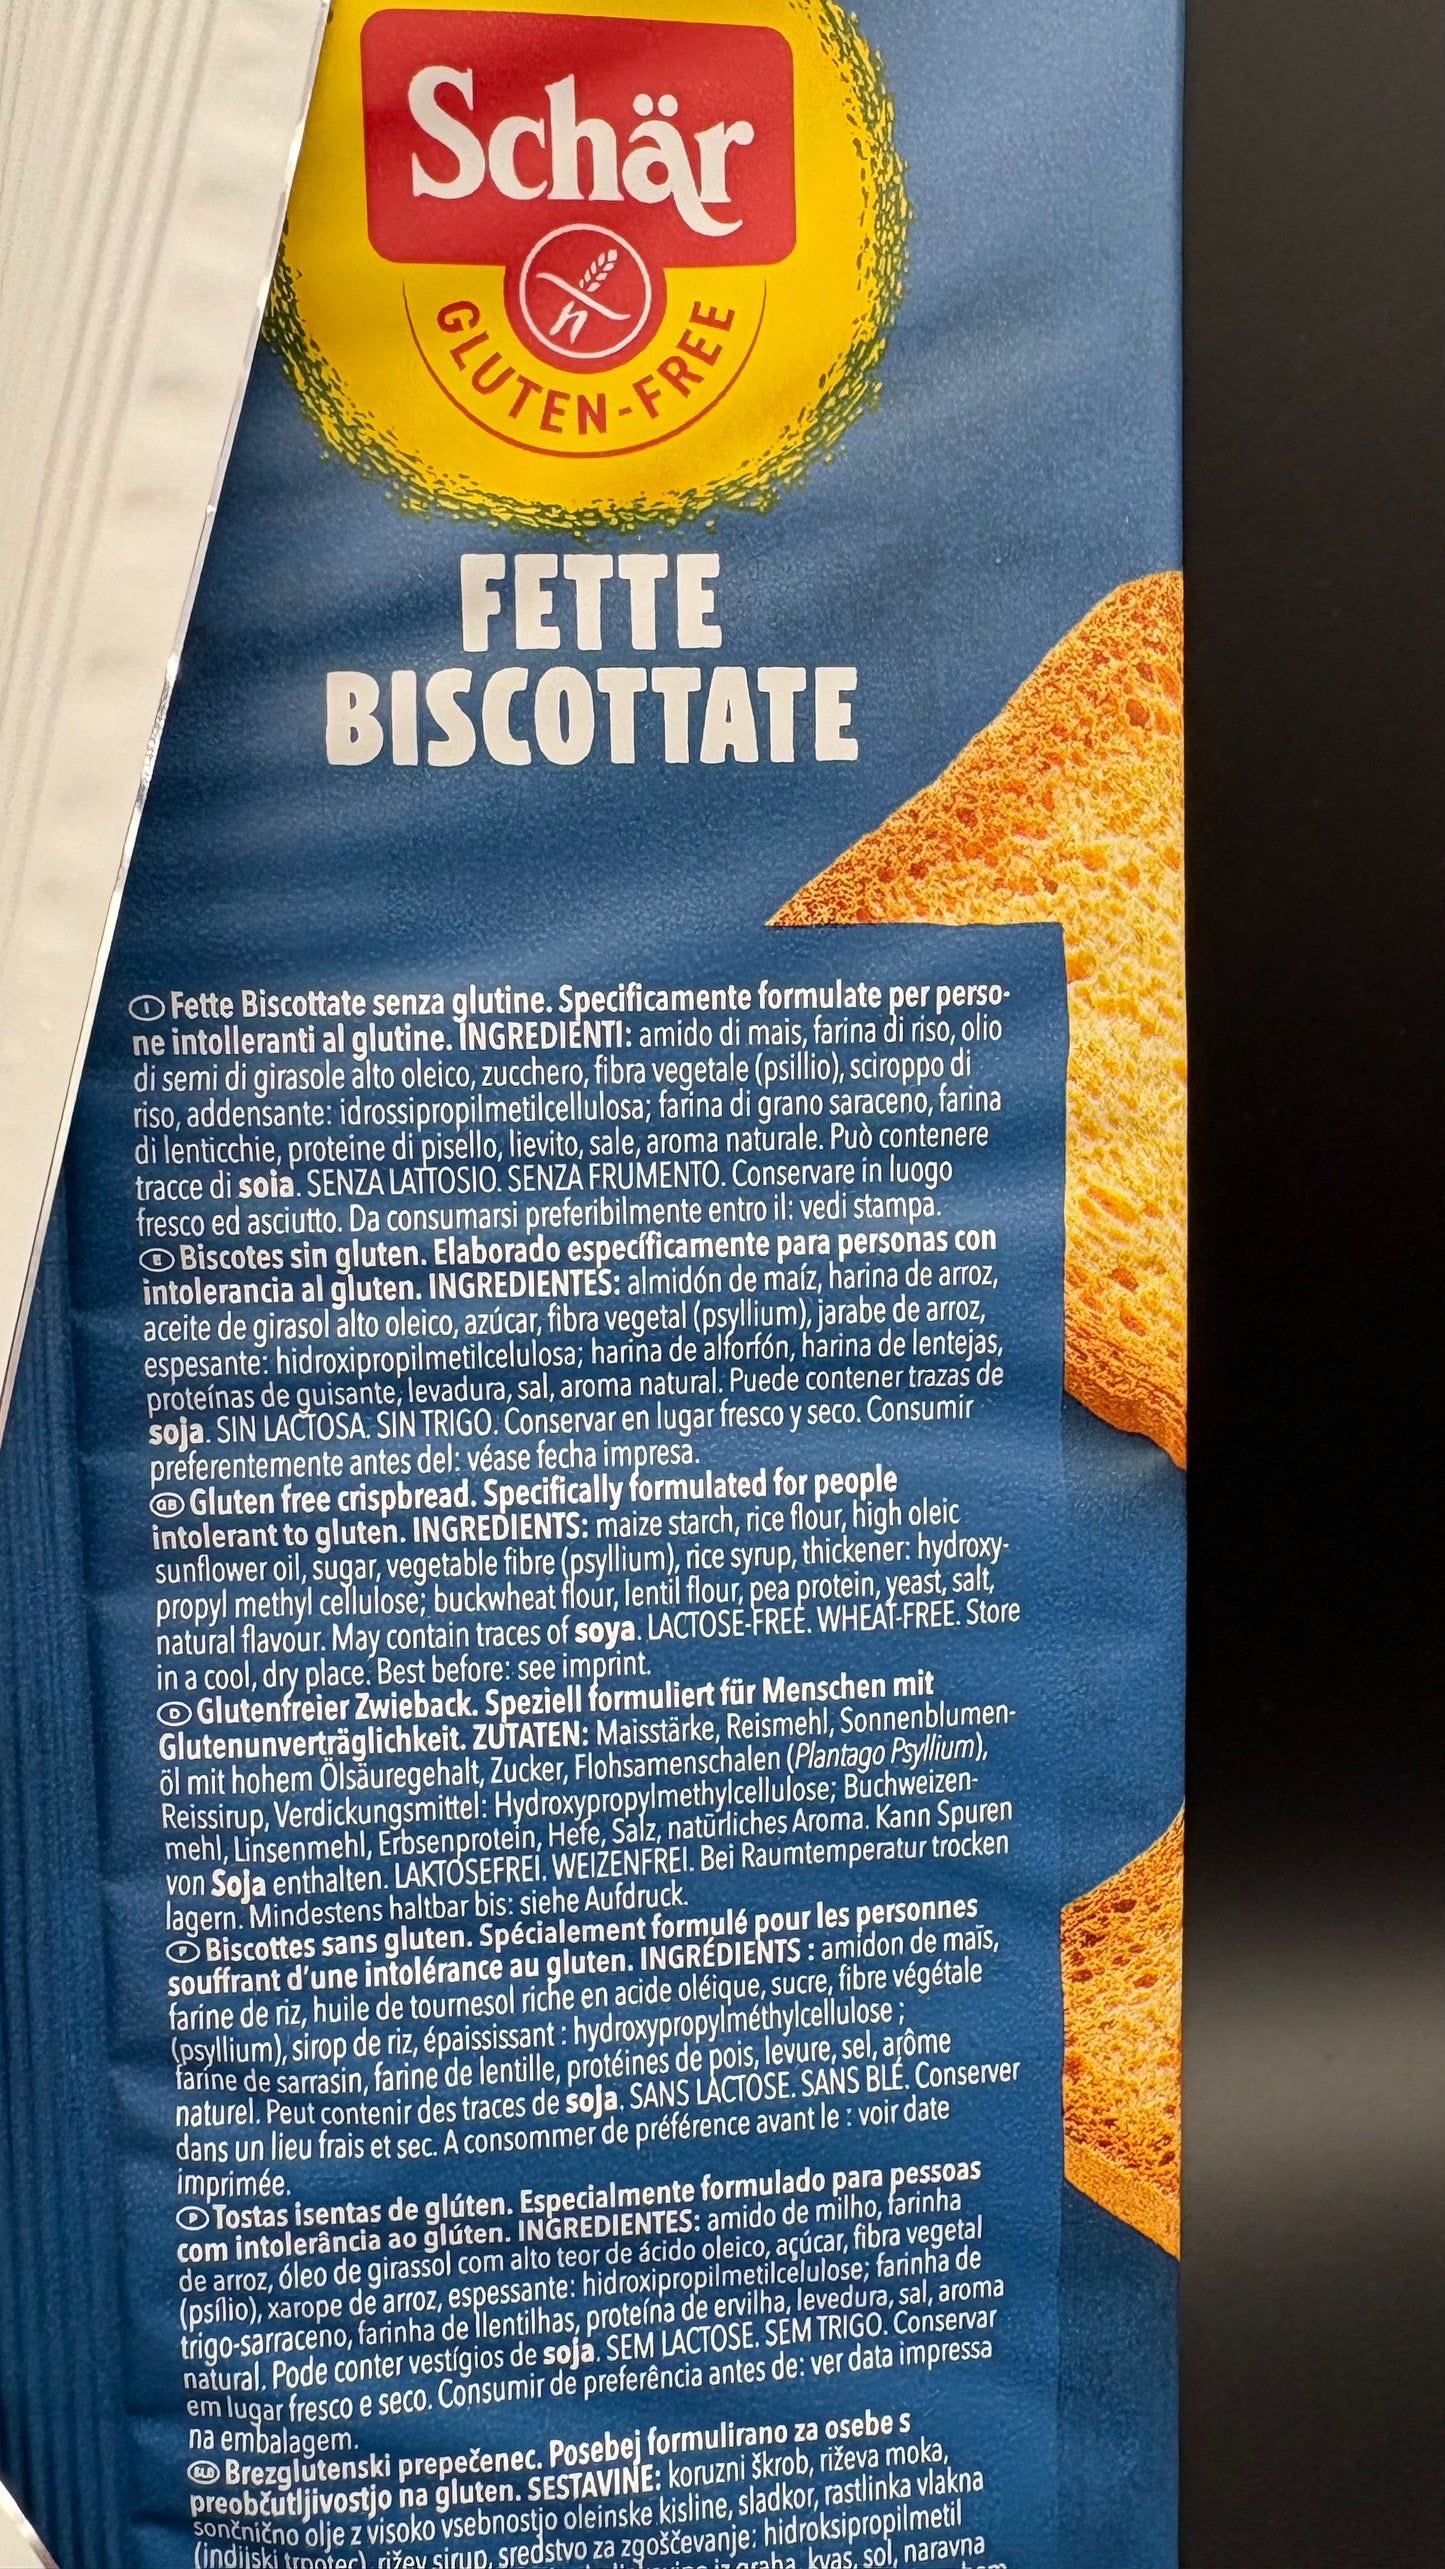 Schär
GLUTEN-FREE
FETTE
BISCOTTATE
I Fette Biscottate senza glutine. Specificamente formulate per perso-
ne intolleranti al glutine. INGREDIENTI: amido di mais, farina di riso, olio
di semi di girasole alto oleico, zucchero, fibra vegetale (psillio), sciroppo di
riso, addensante: idrossipropilmetilcellulosa; farina di grano saraceno, farina
di lenticchie, proteine di pisello, lievito, sale, aroma naturale. Può contenere
tracce di soia. SENZA LATTOSIO. SENZA FRUMENTO. Conservare in luogo
fresco ed asciutto. Da consumarsi preferibilmente entro il: vedi stampa.
E Biscotes sin gluten. Elaborado específicamente para personas con
intolerancia al gluten. INGREDIENTES: almidón de maíz, harina de arroz,
aceite de girasol alto oleico, azúcar, fibra vegetal (psyllium), jarabe de arroz,
espesante: hidroxipropilmetilcelulosa; harina de alforfón, harina de lentejas,
proteínas de guisante, levadura, sal, aroma natural. Puede contener trazas de
soja. SIN LACTOSA. SIN TRIGO. Conservar en lugar fresco y seco. Consumir
preferentemente antes del: véase fecha impresa.
GB Gluten free crispbread. Specifically formulated for people
intolerant to gluten. INGREDIENTS: maize starch, rice flour, high oleic
sunflower oil, sugar, vegetable fibre (psyllium), rice syrup, thickener: hydroxy-
propyl methyl cellulose; buckwheat flour, lentil flour, pea protein, yeast, salt,
natural flavour. May contain traces of soya. LACTOSE-FREE. WHEAT-FREE. Store
in a cool, dry place. Best before: see imprint.
D Glutenfreier Zwieback. Speziell formuliert für Menschen mit
Glutenunverträglichkeit. ZUTATEN: Maisstärke, Reismehl, Sonnenblumen-
öl mit hohem Ölsäuregehalt, Zucker, Flohsamenschalen (Plantago Psyllium),
Reissirup, Verdickungsmittel: Hydroxypropylmethylcellulose; Buchweizen-
mehl, Linsenmehl, Erbsenprotein, Hefe, Salz, natürliches Aroma. Kann Spuren
von Soja enthalten. LAKTOSEFREI. WEIZENFREI. Bei Raumtemperatur trocken
lagern. Mindestens haltbar bis: siehe Aufdruck.
F Biscottes sans gluten. Spécialement formulé pour les personnes
souffrant d'une intolérance au gluten. INGRÉDIENTS : amidon de maïs,
farine de riz, huile de tournesol riche en acide oléique, sucre, fibre végétale
(psyllium), sirop de riz, épaississant : hydroxypropylméthylcellulose ;
farine de sarrasin, farine de lentille, protéines de pois, levure, sel, arôme
naturel. Peut contenir des traces de soja. SANS LACTOSE. SANS BLÉ. Conserver
dans un lieu frais et sec. A consommer de préférence avant le : voir date
imprimée.
P Tostas isentas de glúten. Especialmente formulado para pessoas
com intolerância ao glúten. INGREDIENTES: amido de milho, farinha
de arroz, óleo de girassol com alto teor de ácido oleico, açúcar, fibra vegetal
(psílio), xarope de arroz, espessante: hidroxipropilmetilcelulose; farinha de
trigo-sarraceno, farinha de llentilhas, proteína de ervilha, levedura, sal, aroma
natural. Pode conter vestígios de soja. SEM LACTOSE. SEM TRIGO. Conservar
em lugar fresco e seco. Consumir de preferência antes de: ver data impressa
na embalagem.
SLO Brezglutenski prepečenec. Posebej formulirano za osebe s
preobčutljivostjo na gluten. SESTAVINE: koruzni škrob, riževa moka,
sončnično olje z visoko vsebnostjo oleinske kisline, sladkor, rastlinka vlakna
(indijski trpotec), rižev sirup, sredstvo za zgoščevanje: hidroksipropilmetil
iz graha, kvas, sol, naravna